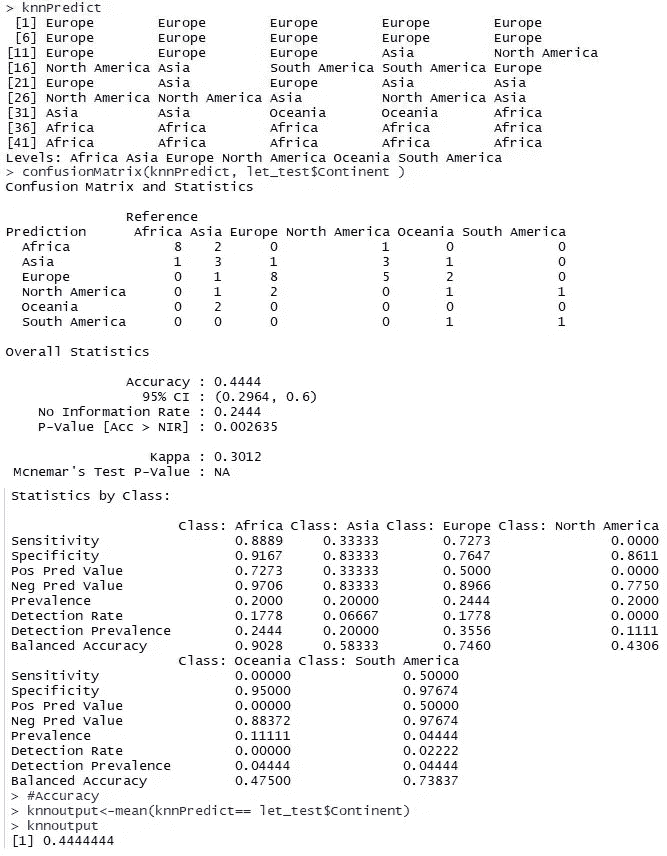 > knnPredict
[1] Europe Europe Europe Europe Europe
[6] Europe Europe Europe Europe Europe
[11] Europe Europe Europe Asia North America
[16] North America Asia South America South America Europe
[21] Europe Asia Europe Asia Asia
[26] North America North America Asia North America Asia
[31] Asia Asia Oceania Oceania Africa
[36] Africa Africa Africa Africa Africa
[41] Africa Africa Africa Africa Africa
Levels: Africa Asia Europe North America Oceania South America
> confusionMatrix(knnPredict, let_test$Continent )
Confusion Matrix and Statistics
Reference
Prediction Africa Asia Europe North America Oceania South America
Africa 8 2 0 1 0 0
Asia 1 3 1 3 1 0
Europe 0 1 8 5 2 0
North America 0 1 2 0 1 1
Oceania 0 2 0 0 0 0
South America 0 0 0 0 1 1
Overall Statistics
Accuracy : 0.4444
95% CI : (0.2964, 0.6)
No Information Rate : 0.2444
P-Value [Acc > NIR] : 0.002635
Kappa : 0.3012
Mcnemar's Test P-Value : NA
Statistics by Class:
Class: Africa Class: Asia Class: Europe Class: North America
Sensitivity 0.8889 0.33333 0.7273 0.0000
Specificity 0.9167 0.83333 0.7647 0.8611
Pos Pred Value 0.7273 0.33333 0.5000 0.0000
Neg Pred Value 0.9706 0.83333 0.8966 0.7750
Prevalence 0.2000 0.20000 0.2444 0.2000
Detection Rate 0.1778 0.06667 0.1778 0.0000
Detection Prevalence 0.2444 0.20000 0.3556 0.1111
Balanced Accuracy 0.9028 0.58333 0.7460 0.4306
Class: Oceania Class: South America
Sensitivity 0.00000 0.50000
Specificity 0.95000 0.97674
Pos Pred Value 0.00000 0.50000
Neg Pred Value 0.88372 0.97674
Prevalence 0.11111 0.04444
Detection Rate 0.00000 0.02222
Detection Prevalence 0.04444 0.04444
Balanced Accuracy 0.47500 0.73837
> #Accuracy
> knnoutput<-mean(knnPredict== let_test$Continent)
> knnoutput
[1] 0.4444444